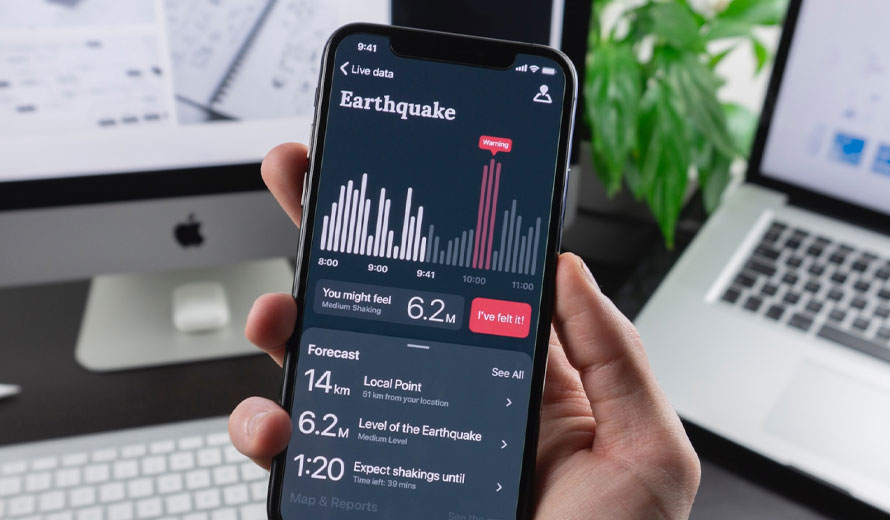 9:41
Live data
Earthquake
Warning
8:00 9:00 9:41 10:00 11:00
You might feel
Medium Shaking
6.2M
I've felt it!
Forecast
See All
14km
Local Point
51 km from your location
6.2M
Level of the Earthquake
Medium Level
1:20
Expect shakings until
Time left: 39 mins
Map & Reports
See the